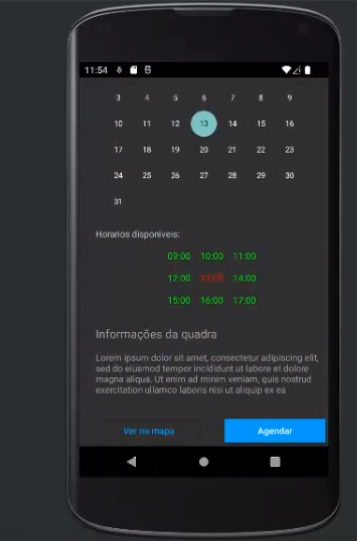 11:54
3 4 5 6 7 8 9
10 11 12 13 14 15 16
17 18 19 20 21 22 23
24 25 26 27 28 29 30
31
Horarios disponíveis:
09:00 10:00 11:00
12:00 13:00 14:00
15:00 16:00 17:00
Informações da quadra
Lorem ipsum dolor sit amet, consectetur adipiscing elit,
sed do eiusmod tempor incididunt ut labore et dolore
magna aliqua. Ut enim ad minim veniam, quis nostrud
exercitation ullamco laboris nisi ut aliquip ex ea
Ver no mapa Agendar